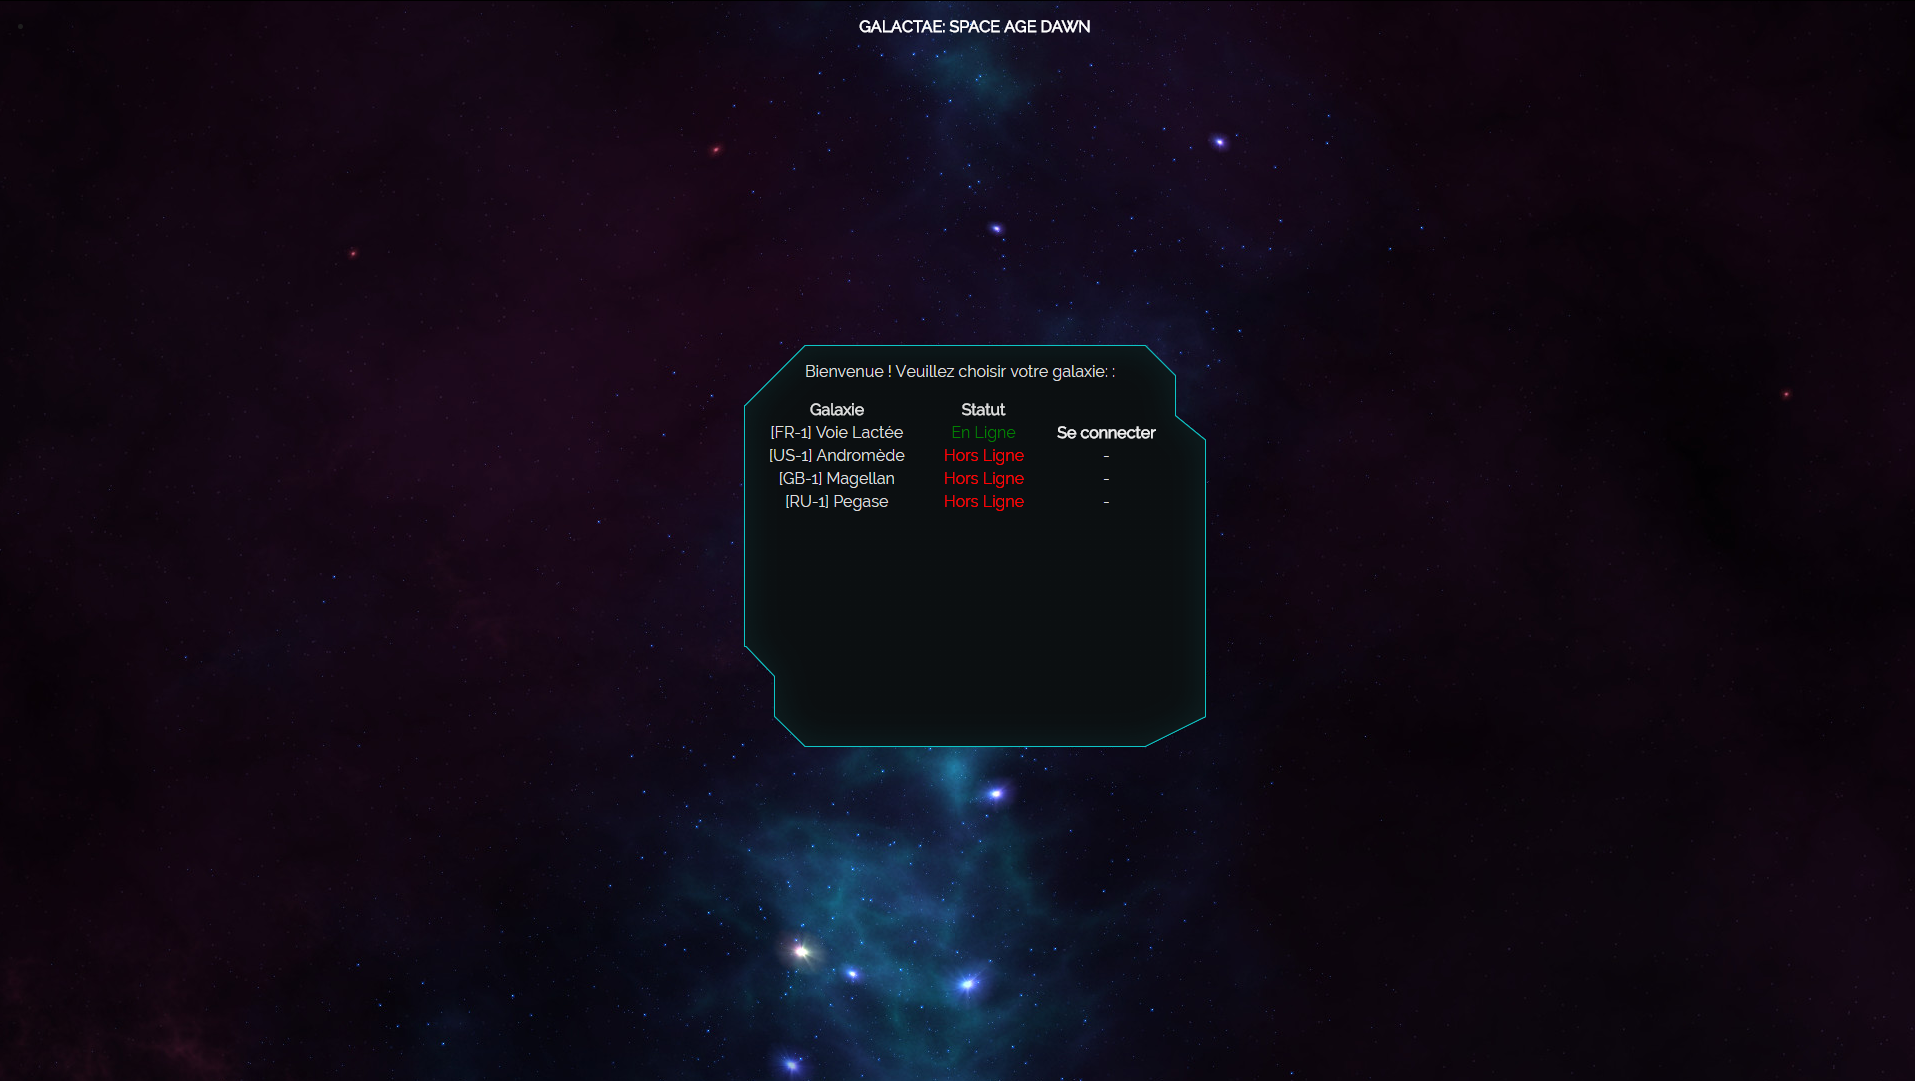 GALACTAE: SPACE AGE DAWN
Bienvenue ! Veuillez choisir votre galaxie: :
Galaxie Statut
[FR-1] Voie Lactée En Ligne Se connecter
[US-1] Andromède Hors Ligne -
[GB-1] Magellan Hors Ligne -
[RU-1] Pegase Hors Ligne -